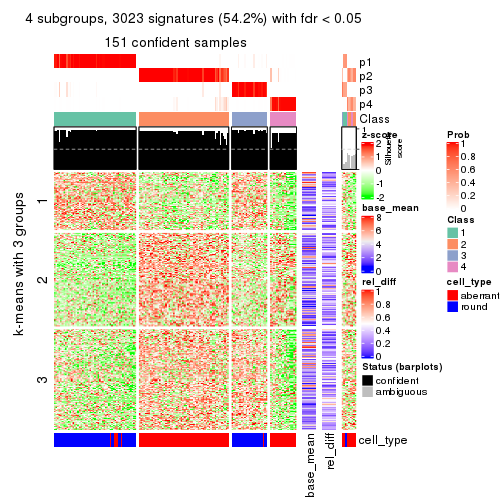 4 subgroups, 3023 signatures (54.2%) with fdr < 0.05
151 confident samples
p1
p2
p3
p4
Class
1
Silhouette score
k-means with 3 groups
1
2
3
base_mean
rel_diff
cell_type
z-score
2
1
0
-1
-2
base_mean
8
6
4
2
0
rel_diff
1
0.8
0.6
0.4
0.2
0
Status (barplots)
confident
ambiguous
Prob
1
0.8
0.6
0.4
0.2
0
Class
1
2
3
4
cell_type
aberrant
round